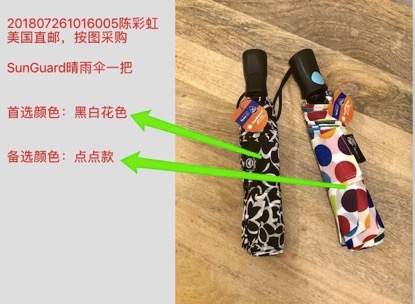 201807261016005陈彩虹
美国直邮，按图采购
SunGuard晴雨伞一把
首选颜色：黑白花色
备选颜色：点点款